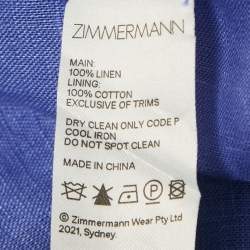 ZIMMERMANN
MAIN:
100% LINEN
LINING:
100% COTTON
EXCLUSIVE OF TRIMS
DRY CLEAN ONLY CODE P
COOL IRON
DO NOT SPOT CLEAN
MADE IN CHINA
P
© Zimmermann Wear Pty Ltd
2021, Sydney.